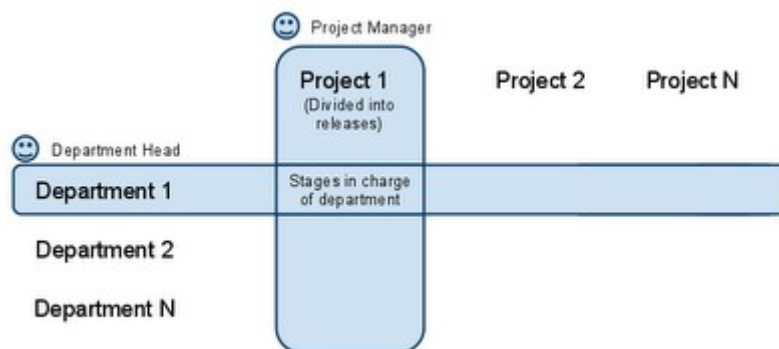 Project Manager
Project 1
Project 2
Project N
(Divided into
releases)
Department Head
Department 1
Stages in charge
of department
Department 2
Department N